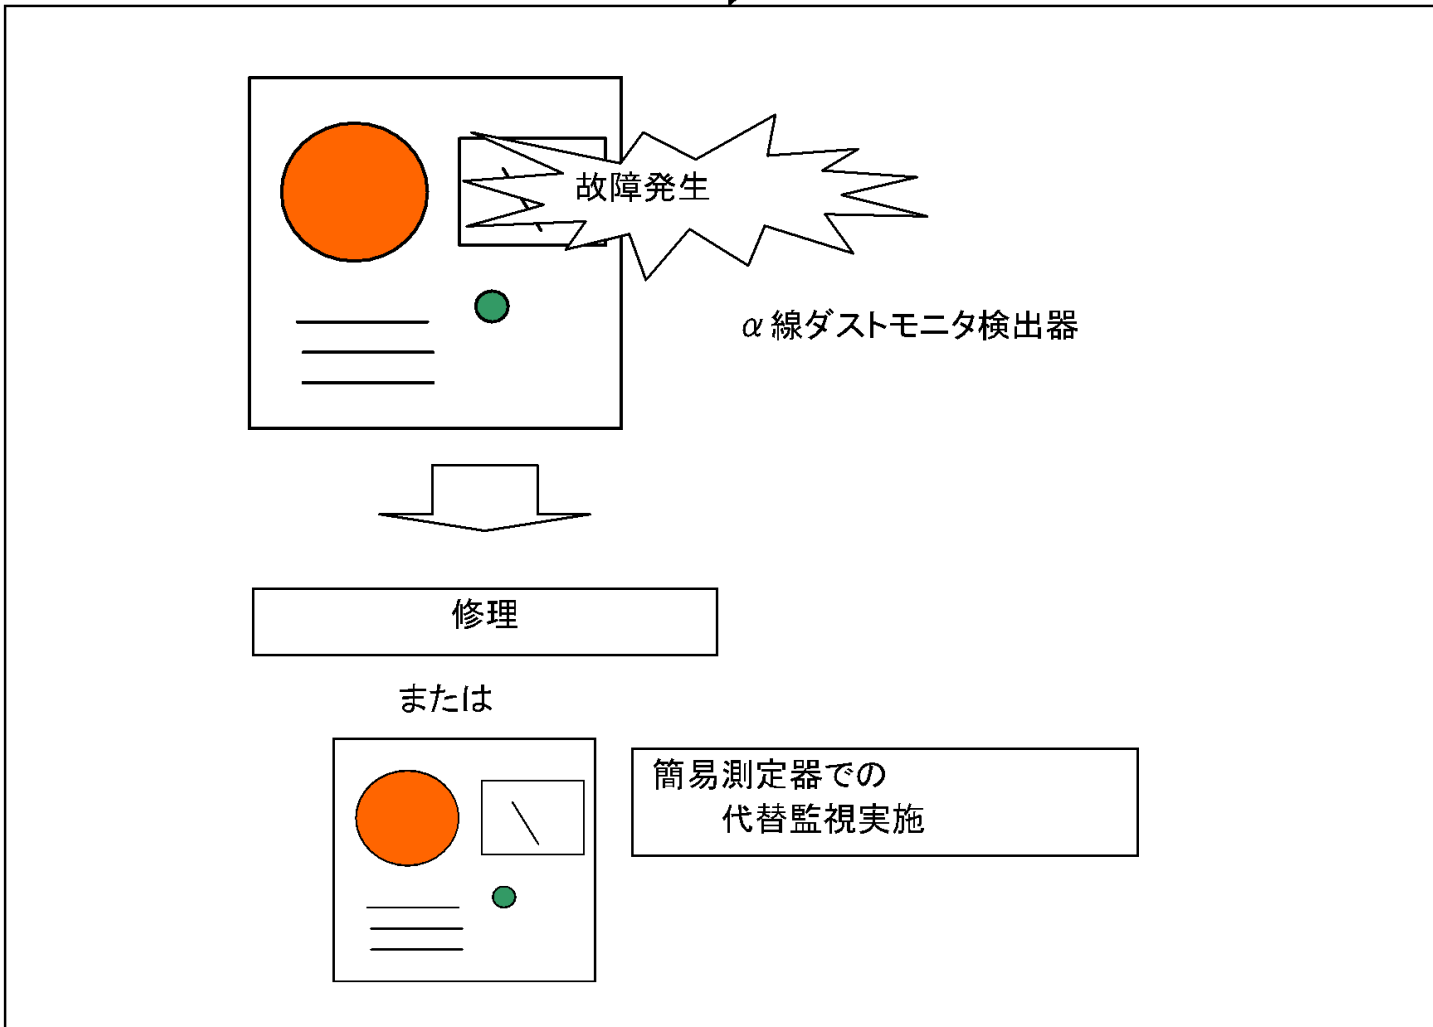 故障発生
α線ダストモニタ検出器
修理
または
簡易測定器での
代替監視実施